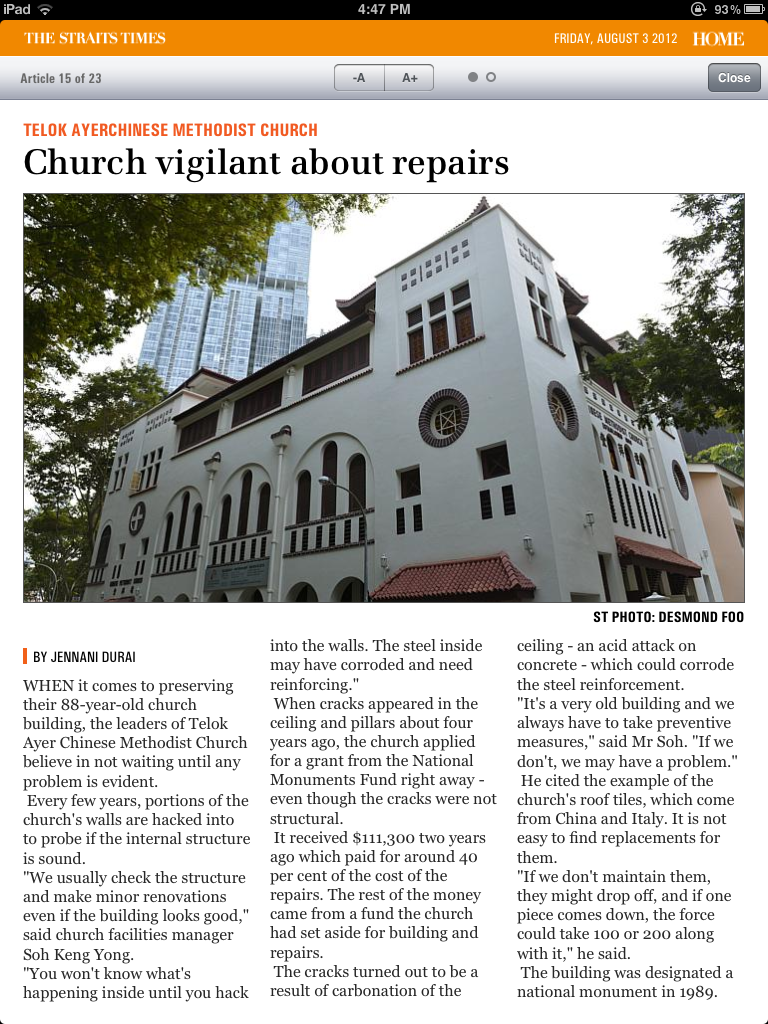 iPad
4:47 PM
93%
THE STRAITS TIMES
FRIDAY, AUGUST 3 2012
HOME
Article 15 of 23
-A
A+
Close
TELOK AYERCHINESE METHODIST CHURCH
Church vigilant about repairs
ST PHOTO: DESMOND FOO
BY JENNANI DURAI
WHEN it comes to preserving
their 88-year-old church
building, the leaders of Telok
Ayer Chinese Methodist Church
believe in not waiting until any
problem is evident.
Every few years, portions of the
church's walls are hacked into
to probe if the internal structure
is sound.
"We usually check the structure
and make minor renovations
even if the building looks good,"
said church facilities manager
Soh Keng Yong.
"You won't know what's
happening inside until you hack
into the walls. The steel inside
may have corroded and need
reinforcing."
When cracks appeared in the
ceiling and pillars about four
years ago, the church applied
for a grant from the National
Monuments Fund right away -
even though the cracks were not
structural.
It received $111,300 two years
ago which paid for around 40
per cent of the cost of the
repairs. The rest of the money
came from a fund the church
had set aside for building and
repairs.
The cracks turned out to be a
result of carbonation of the
ceiling - an acid attack on
concrete - which could corrode
the steel reinforcement.
"It's a very old building and we
always have to take preventive
measures," said Mr Soh. "If we
don't, we may have a problem."
He cited the example of the
church's roof tiles, which come
from China and Italy. It is not
easy to find replacements for
them.
"If we don't maintain them,
they might drop off, and if one
piece comes down, the force
could take 100 or 200 along
with it," he said.
The building was designated a
national monument in 1989.